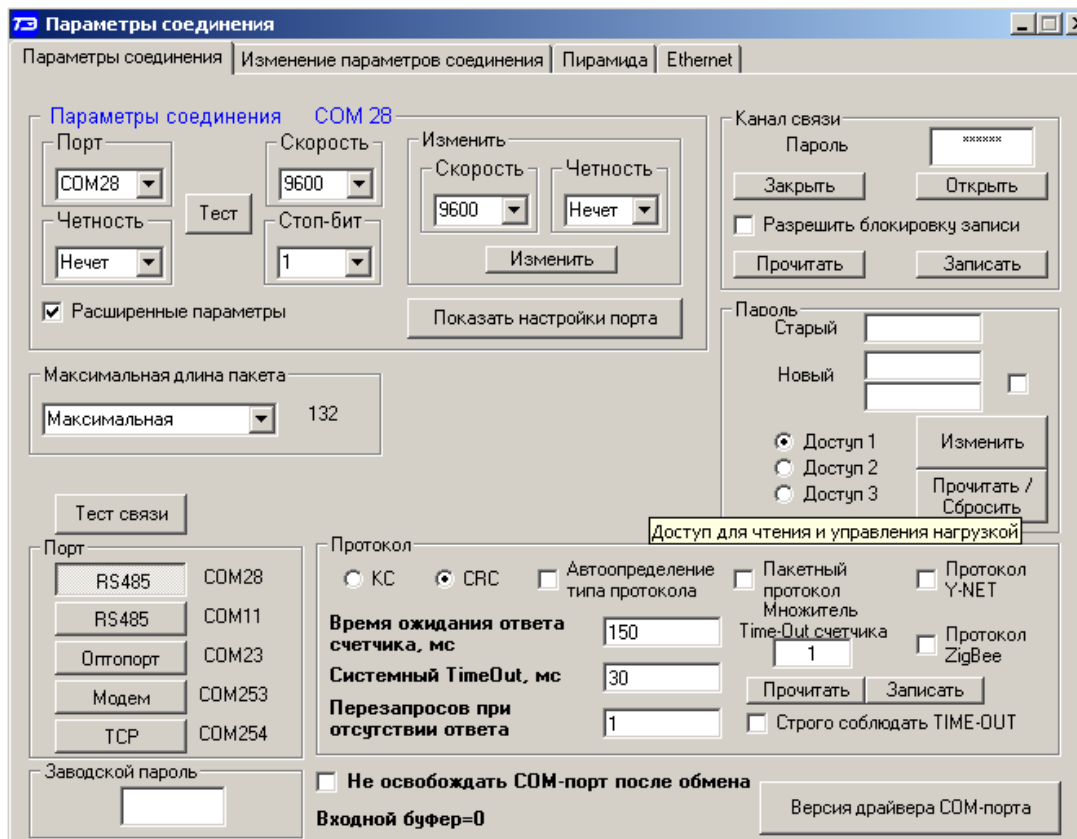 ТЭ Параметры соединения
Параметры соединения Изменение параметров соединения Пирамида Ethernet
Параметры соединения COM 28
Порт
COM28
Четность
Нечет
Тест
Скорость
9600
Стоп-бит
1
Изменить
Скорость
9600
Четность
Нечет
Изменить
Расширенные параметры
Показать настройки порта
Канал связи
Пароль ××××××
Закрыть Открыть
Разрешить блокировку записи
Прочитать Записать
Пароль
Старый
Новый
Доступ 1
Доступ 2
Доступ 3
Изменить
Прочитать /
Сбросить
Доступ для чтения и управления нагрузкой
Максимальная длина пакета
Максимальная 132
Тест связи
Порт
RS485 COM28
RS485 COM11
Оптопорт COM23
Модем COM253
TCP COM254
Заводской пароль
Протокол
КС CRC
Автоопределение
типа протокола
Пакетный
протокол
Протокол
Y-NET
Время ожидания ответа
счетчика, мс
150
Множитель
Time-Out счетчика
1
Протокол
ZigBee
Системный TimeOut, мс
30
Прочитать Записать
Перезапросов при
отсутствии ответа
1
Строго соблюдать TIME-OUT
Не освобождать COM-порт после обмена
Входной буфер=0
Версия драйвера COM-порта